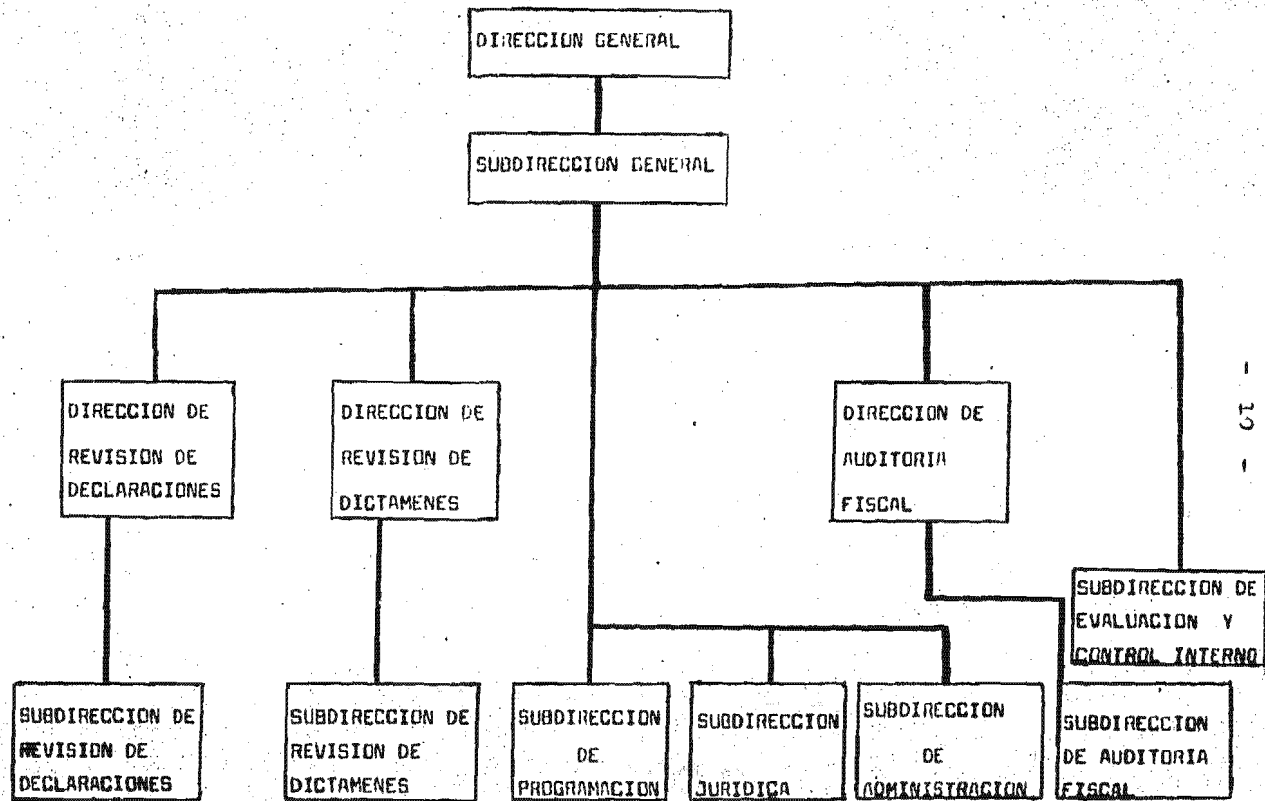 DIRECCION GENERAL
SUBDIRECCION GENERAL
DIRECCION DE
REVISION DE
DECLARACIONES
DIRECCION DE
REVISION DE
DICTAMENES
DIRECCION DE
AUDITORIA
FISCAL
SUBDIRECCION DE
EVALUACION Y
CONTROL INTERNO
SUBDIRECCION DE
REVISION DE
DECLARACIONES
SUBDIRECCION DE
REVISION DE
DICTAMENES
SUBDIRECCION
DE
PROGRAMACION
SUBDIRECCION
JURIDICA
SUBDIRECCION
DE
ADMINISTRACION
SUBDIRECCION
DE AUDITORIA
FISCAL